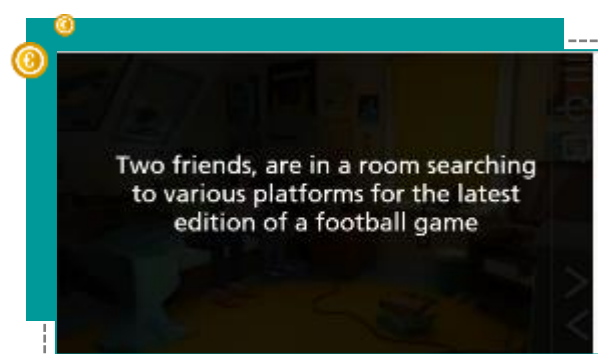 Two friends, are in a room searching
to various platforms for the latest
edition of a football game